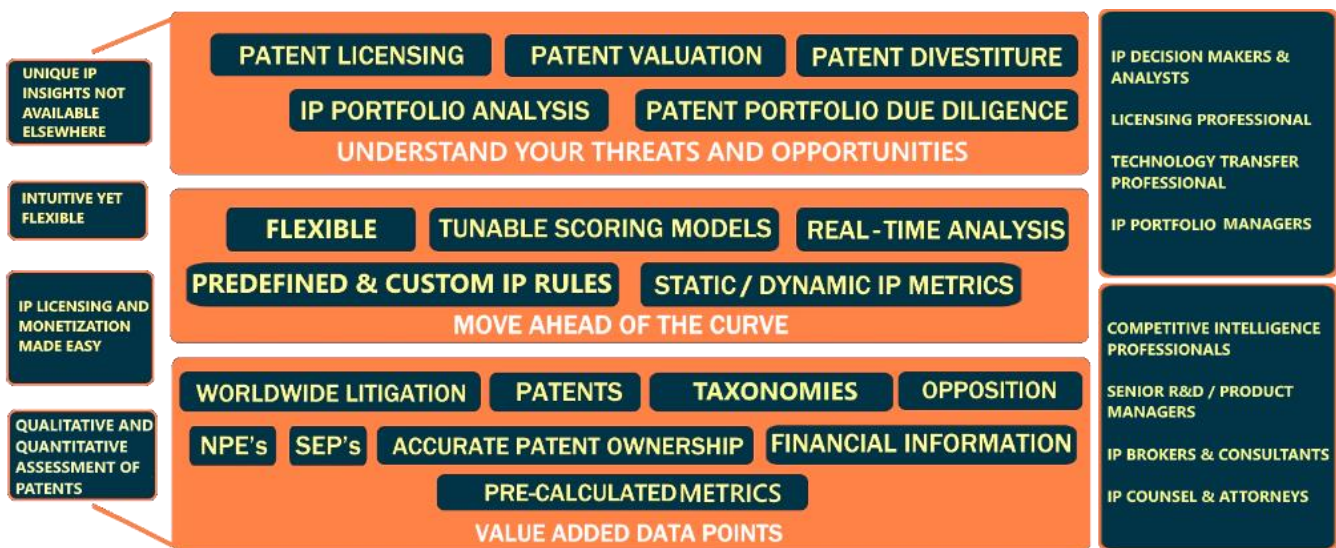 UNIQUE IP
INSIGHTS NOT
AVAILABLE
ELSEWHERE
INTUITIVE YET
FLEXIBLE
IP LICENSING AND
MONETIZATION
MADE EASY
QUALITATIVE AND
QUANTITATIVE
ASSESSMENT OF
PATENTS
PATENT LICENSING
PATENT VALUATION
PATENT DIVESTITURE
IP PORTFOLIO ANALYSIS
PATENT PORTFOLIO DUE DILIGENCE
UNDERSTAND YOUR THREATS AND OPPORTUNITIES
FLEXIBLE
TUNABLE SCORING MODELS
REAL-TIME ANALYSIS
PREDEFINED & CUSTOM IP RULES
STATIC / DYNAMIC IP METRICS
MOVE AHEAD OF THE CURVE
WORLDWIDE LITIGATION
PATENTS
TAXONOMIES
OPPOSITION
NPE's
SEP's
ACCURATE PATENT OWNERSHIP
FINANCIAL INFORMATION
PRE-CALCULATED METRICS
VALUE ADDED DATA POINTS
IP DECISION MAKERS &
ANALYSTS
LICENSING PROFESSIONAL
TECHNOLOGY TRANSFER
PROFESSIONAL
IP PORTFOLIO MANAGERS
COMPETITIVE INTELLIGENCE
PROFESSIONALS
SENIOR R&D / PRODUCT
MANAGERS
IP BROKERS & CONSULTANTS
IP COUNSEL & ATTORNEYS